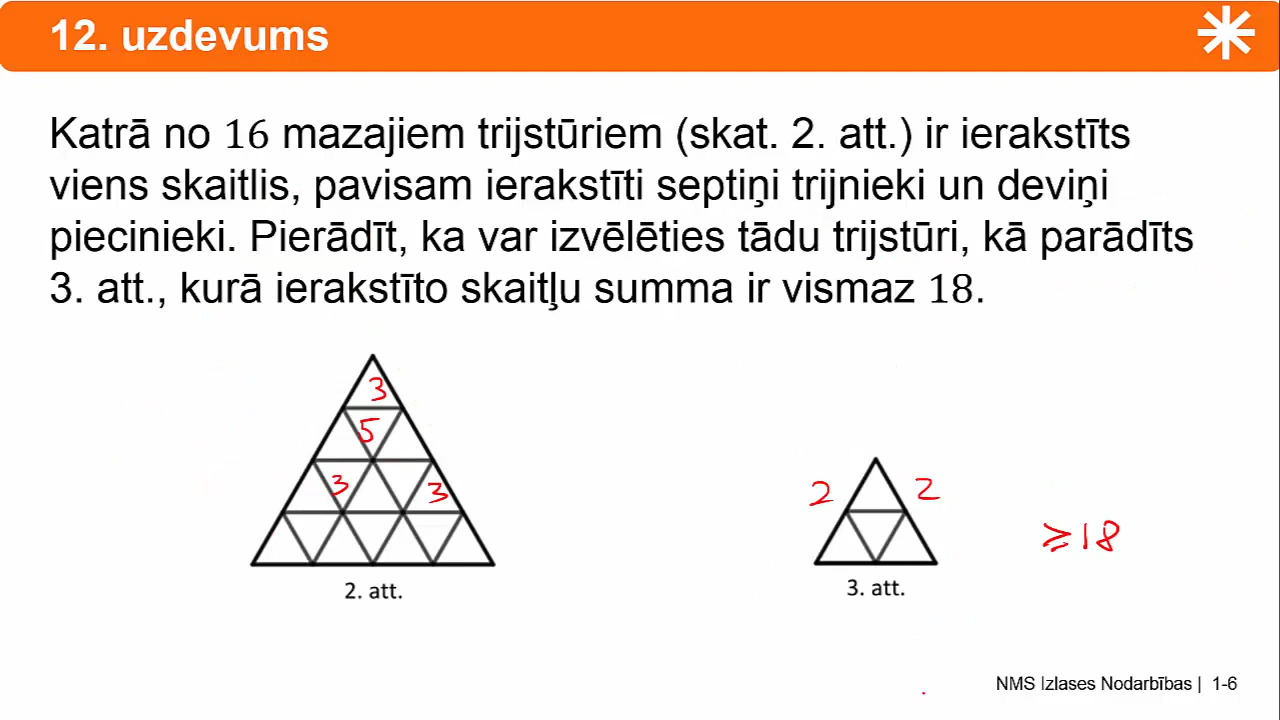 12. uzdevums
Katrā no 16 mazajiem trijstūriem (skat. 2. att.) ir ierakstīts
viens skaitlis, pavisam ierakstīti septiņi trijnieki un deviņi
piecinieki. Pierādīt, ka var izvēlēties tādu trijstūri, kā parādīts
3. att., kurā ierakstīto skaitļu summa ir vismaz 18.
3
5
3 3
2 2
≥18
2. att.
3. att.
NMS Izlases Nodarbības | 1-6